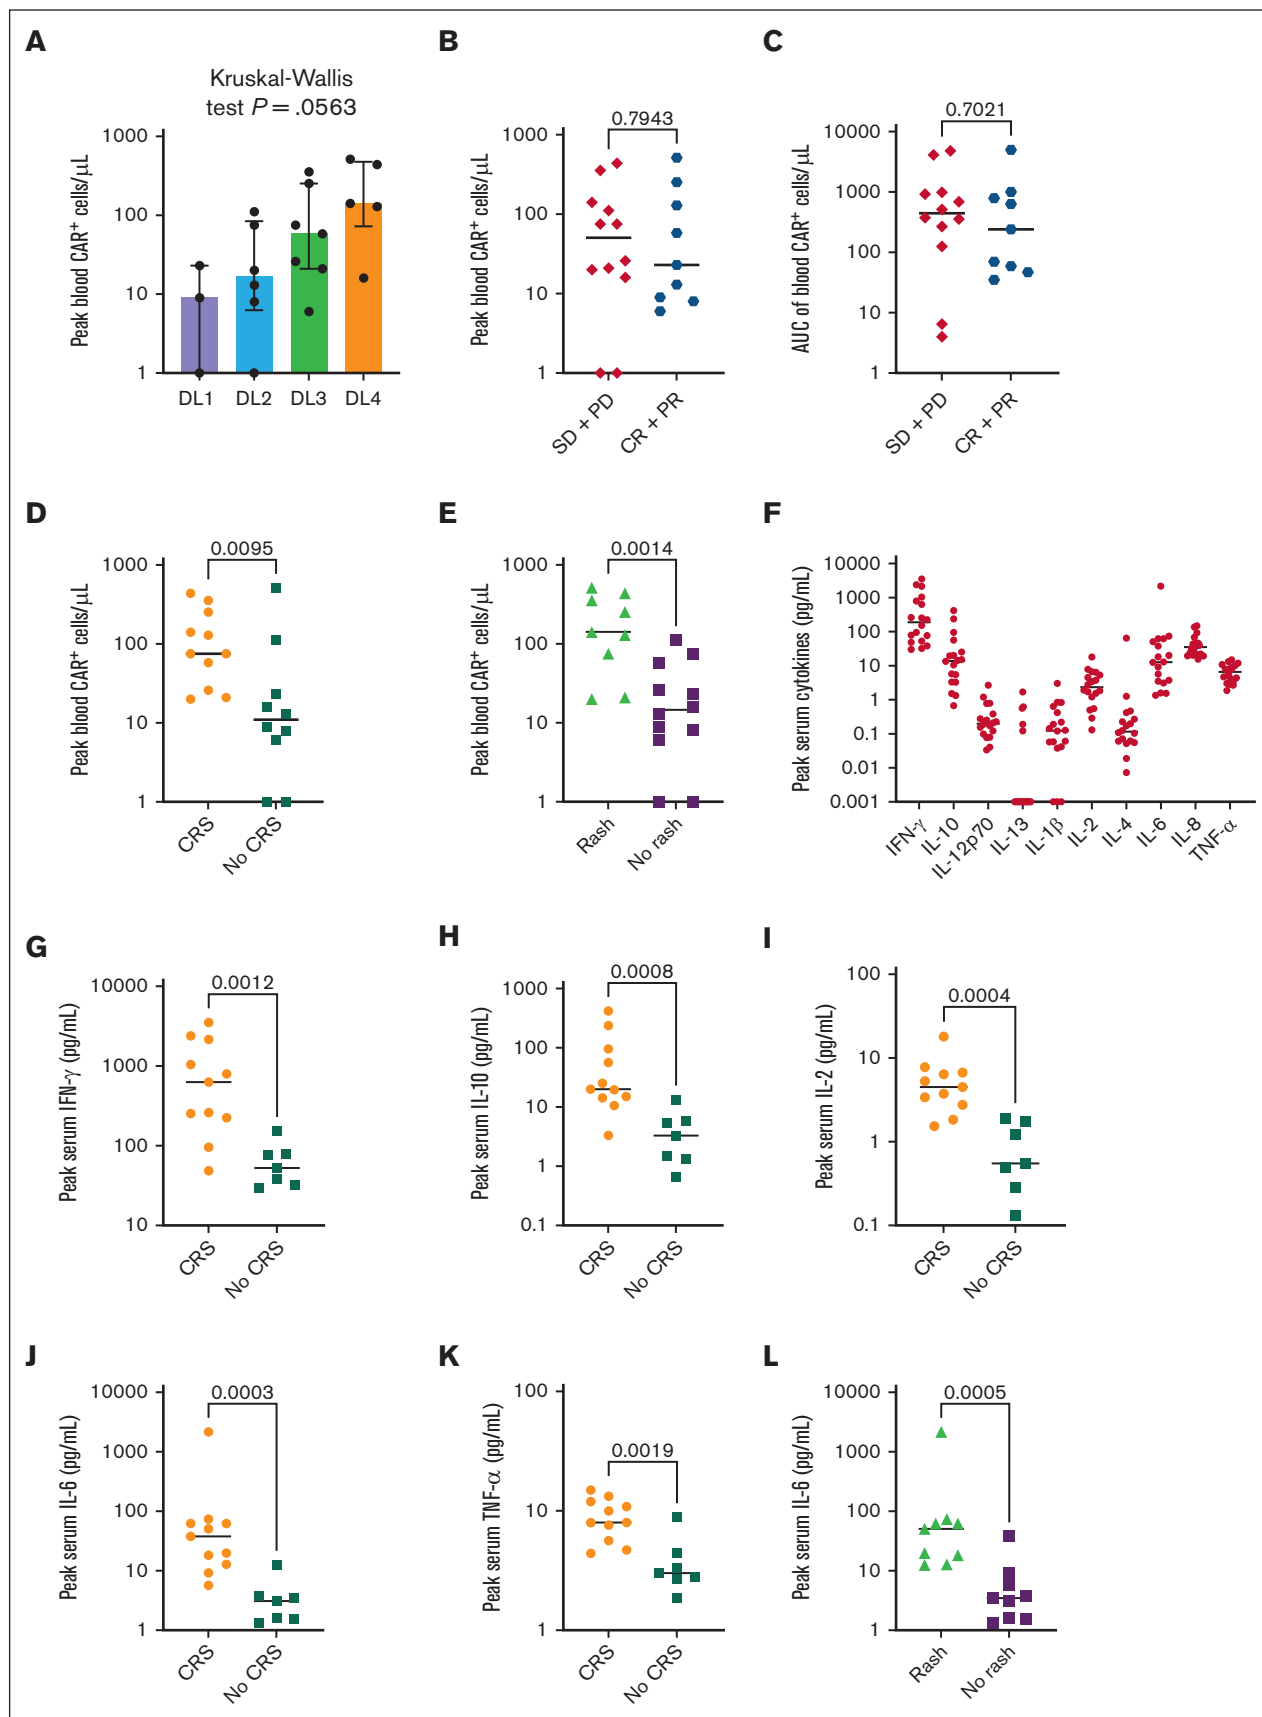 A
Kruskal-Wallis
test P = .0563
Peak blood CAR+ cells/μL
1000
100
10
1
DL1 DL2 DL3 DL4
B
0.7943
Peak blood CAR+ cells/μL
1000
100
10
1
SD + PD
CR + PR
C
0.7021
AUC of blood CAR+ cells/μL
10000
1000
100
10
1
SD + PD
CR + PR
D
0.0095
Peak blood CAR+ cells/μL
1000
100
10
1
CRS
No CRS
E
0.0014
Peak blood CAR+ cells/μL
1000
100
10
1
Rash
No rash
F
Peak serum cytokines (pg/mL)
10000
1000
100
10
1
0.1
0.01
0.001
IFN-γ
IL-10
IL-12p70
IL-13
IL-1β
IL-2
IL-4
IL-6
IL-8
TNF-α
G
0.0012
Peak serum IFN-γ (pg/mL)
10000
1000
100
10
CRS
No CRS
H
0.0008
Peak serum IL-10 (pg/mL)
1000
100
10
1
0.1
CRS
No CRS
I
0.0004
Peak serum IL-2 (pg/mL)
100
10
1
0.1
CRS
No CRS
J
0.0003
Peak serum IL-6 (pg/mL)
10000
1000
100
10
1
CRS
No CRS
K
0.0019
Peak serum TNF-α (pg/mL)
100
10
1
CRS
No CRS
L
0.0005
Peak serum IL-6 (pg/mL)
10000
1000
100
10
1
Rash
No rash